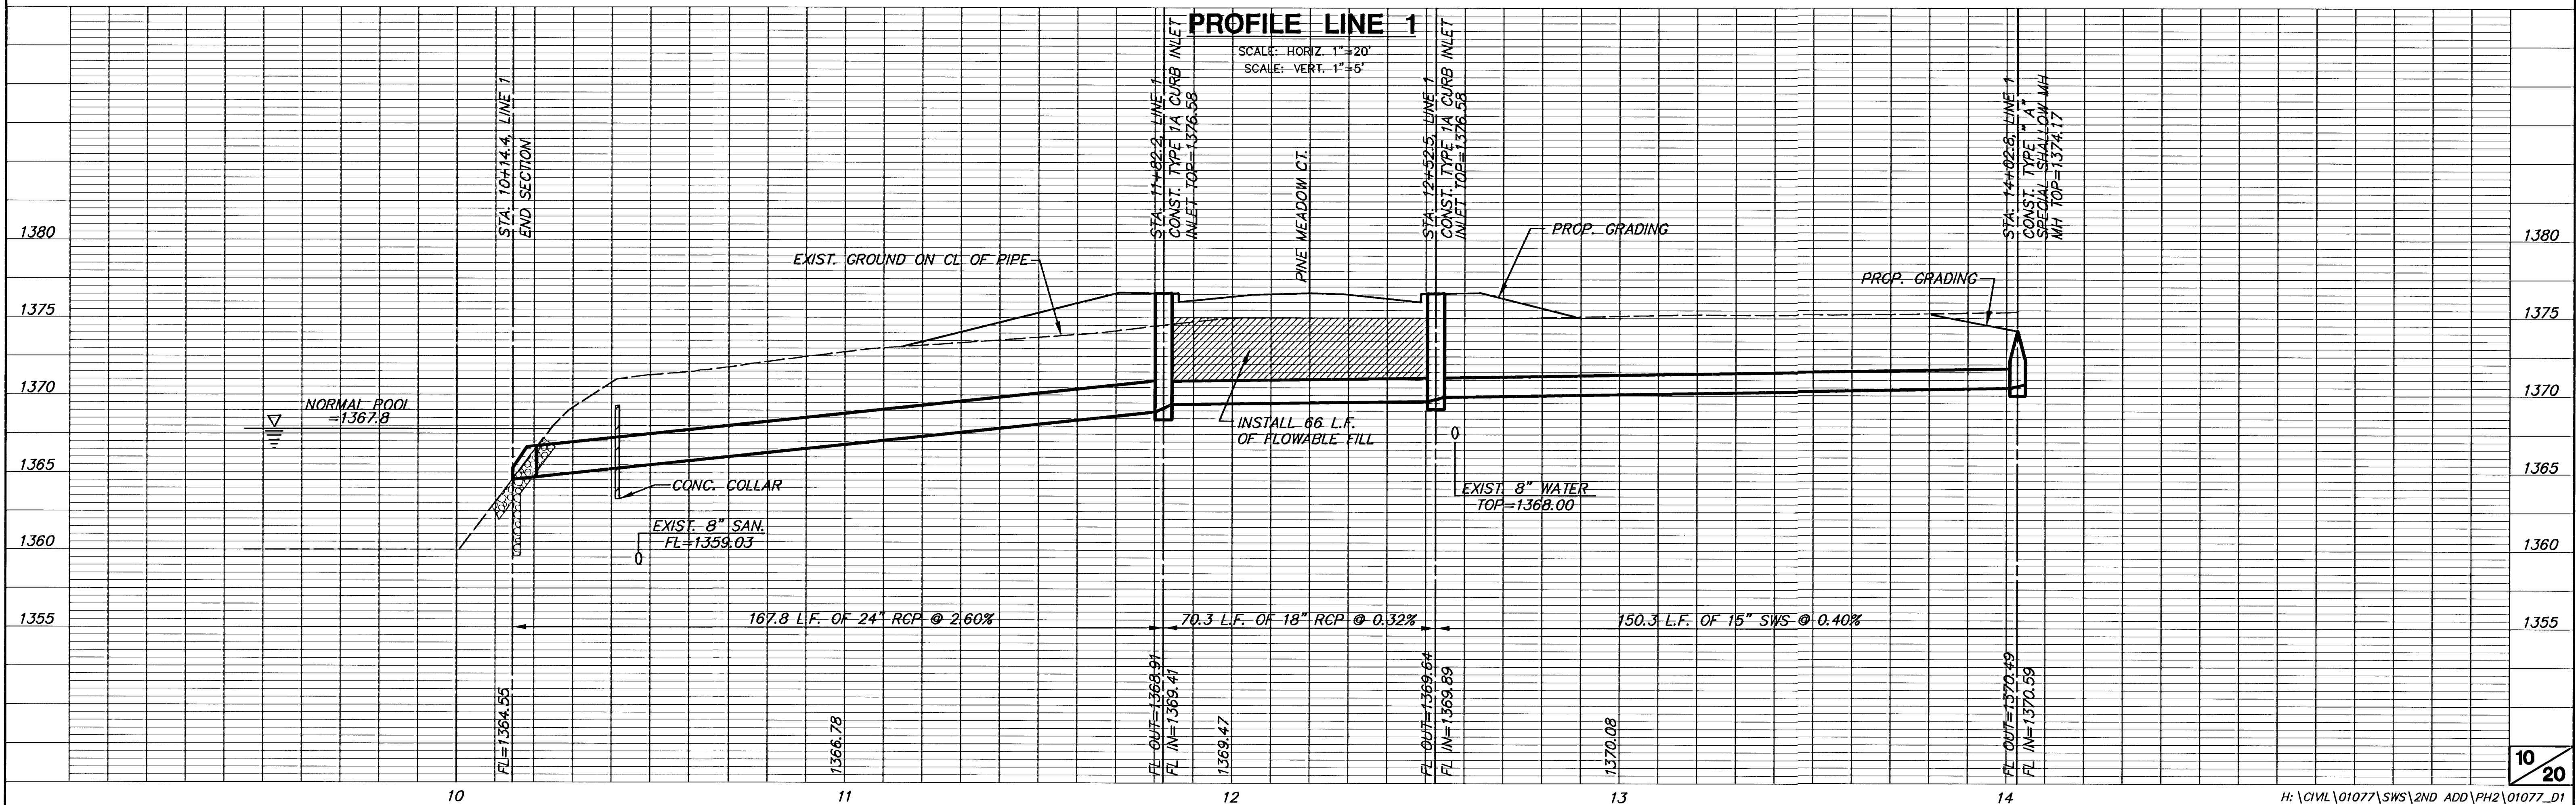 PROFILE LINE 1
SCALE: HORIZ. 1"=20'
SCALE: VERT. 1"=5'
STA. 10+14.4, LINE 1
END SECTION
STA. 11+82.2, LINE 1
CONST. TYPE 1A CURB INLET
INLET TOP=1376.58
PINE MEADOW CT.
STA. 12+52.5, LINE 1
CONST. TYPE 1A CURB INLET
INLET TOP=1376.58
STA. 14+02.8, LINE 1
CONST. TYPE "A"
SPECIAL SHALLOW MH
MH TOP=1374.17
1380
1380
PROP. GRADING
EXIST. GROUND ON CL OF PIPE
PROP. GRADING
1375
1375
1370
1370
NORMAL POOL
=1367.8
INSTALL 66 L.F.
OF FLOWABLE FILL
1365
1365
CONC. COLLAR
EXIST. 8" WATER
TOP=1368.00
EXIST. 8" SAN.
FL=1359.03
1360
1360
1355
167.8 L.F. OF 24" RCP @ 2.60%
70.3 L.F. OF 18" RCP @ 0.32%
150.3 L.F. OF 15" SWS @ 0.40%
1355
FL=1364.55
1366.78
FL OUT=1368.91
FL IN=1369.41
1369.47
FL OUT=1369.64
FL IN=1369.89
1370.08
FL OUT=1370.49
FL IN=1370.59
10
20
10
11
12
13
14
H:\CIVIL\01077\SWS\2ND ADD\PH2\01077_D1